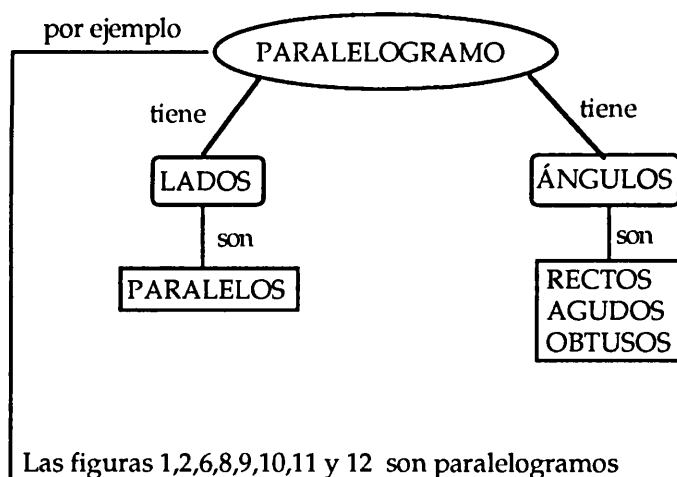 por ejemplo
PARALELOGRAMO
tiene
tiene
LADOS
ÁNGULOS
son
son
PARALELOS
RECTOS
AGUDOS
OBTUSOS
Las figuras 1,2,6,8,9,10,11 y 12 son paralelogramos